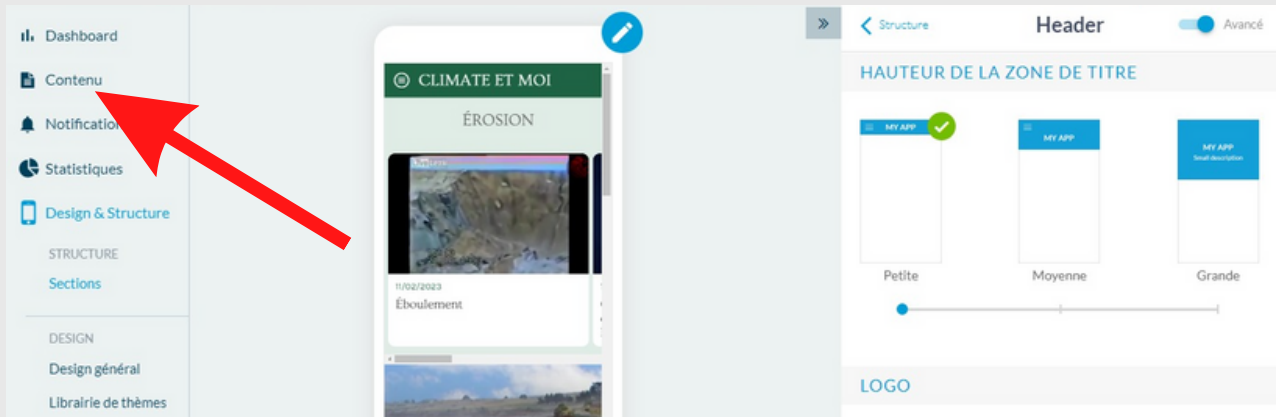 Dashboard
Contenu
Notification
Statistiques
Design & Structure
STRUCTURE
Sections
DESIGN
Design général
Librairie de thèmes
CLIMATE ET MOI
ÉROSION
11/02/2023
Éboulement
Structure
Header
Avancé
HAUTEUR DE LA ZONE DE TITRE
MY APP
MY APP
MY APP
Small description
Petite
Moyenne
Grande
LOGO